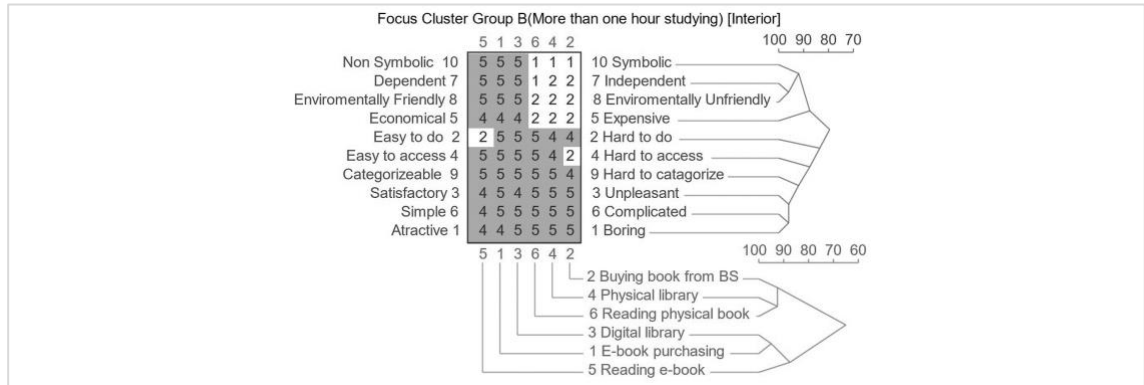 Focus Cluster Group B(More than one hour studying) [Interior]
5 1 3 6 4 2
100 90 80 70
Non Symbolic 10 5 5 5 1 1 1 10 Symbolic
Dependent 7 5 5 5 1 2 2 7 Independent
Enviromentally Friendly 8 5 5 5 2 2 2 8 Enviromentally Unfriendly
Economical 5 4 4 4 2 2 2 5 Expensive
Easy to do 2 2 5 5 5 4 4 2 Hard to do
Easy to access 4 5 5 5 5 4 2 4 Hard to access
Categorizeable 9 5 5 5 5 5 4 9 Hard to catagorize
Satisfactory 3 4 5 4 5 5 5 3 Unpleasant
Simple 6 4 5 5 5 5 5 6 Complicated
Atractive 1 4 4 5 5 5 5 1 Boring
5 1 3 6 4 2
100 90 80 70 60
2 Buying book from BS
4 Physical library
6 Reading physical book
3 Digital library
1 E-book purchasing
5 Reading e-book